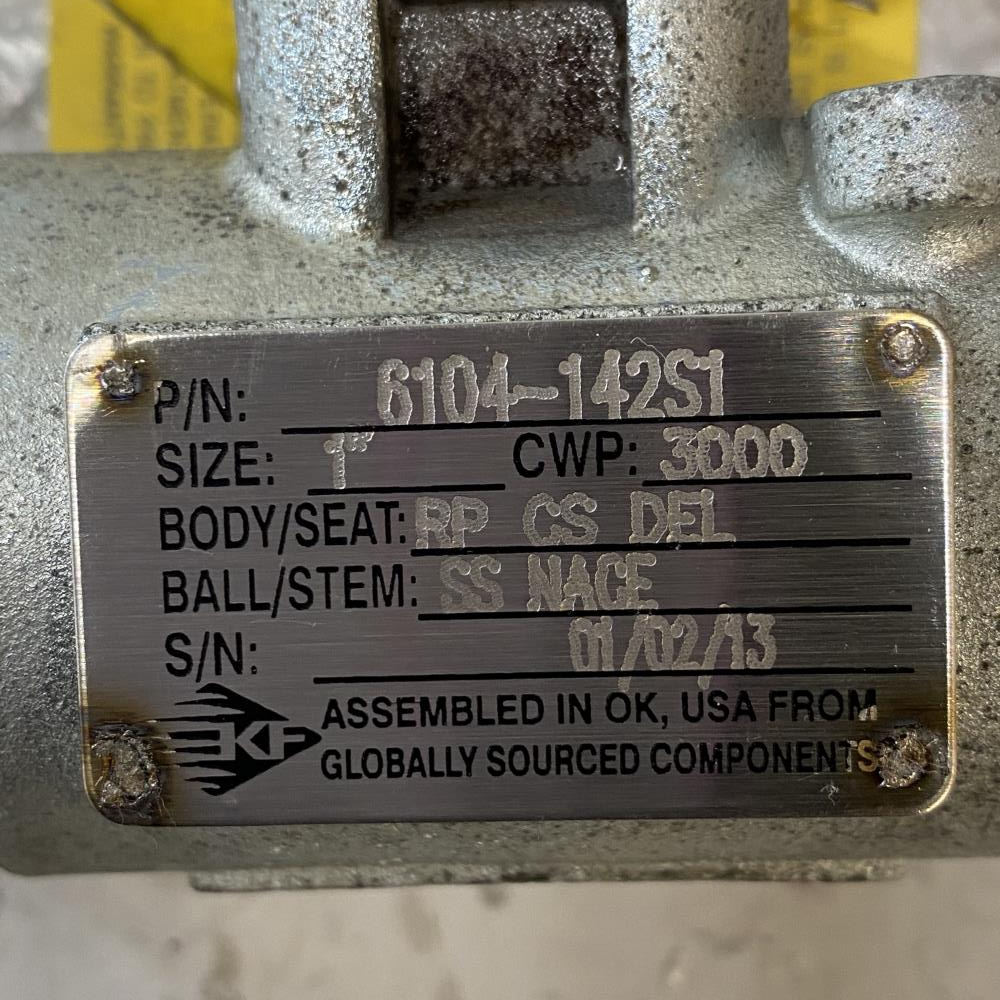 P/N: 6104-142S1
SIZE: 1" CWP: 3000
BODY/SEAT: RP CS DEL
BALL/STEM: SS NACE
S/N: 01/02/13
KF ASSEMBLED IN OK, USA FROM
GLOBALLY SOURCED COMPONENTS